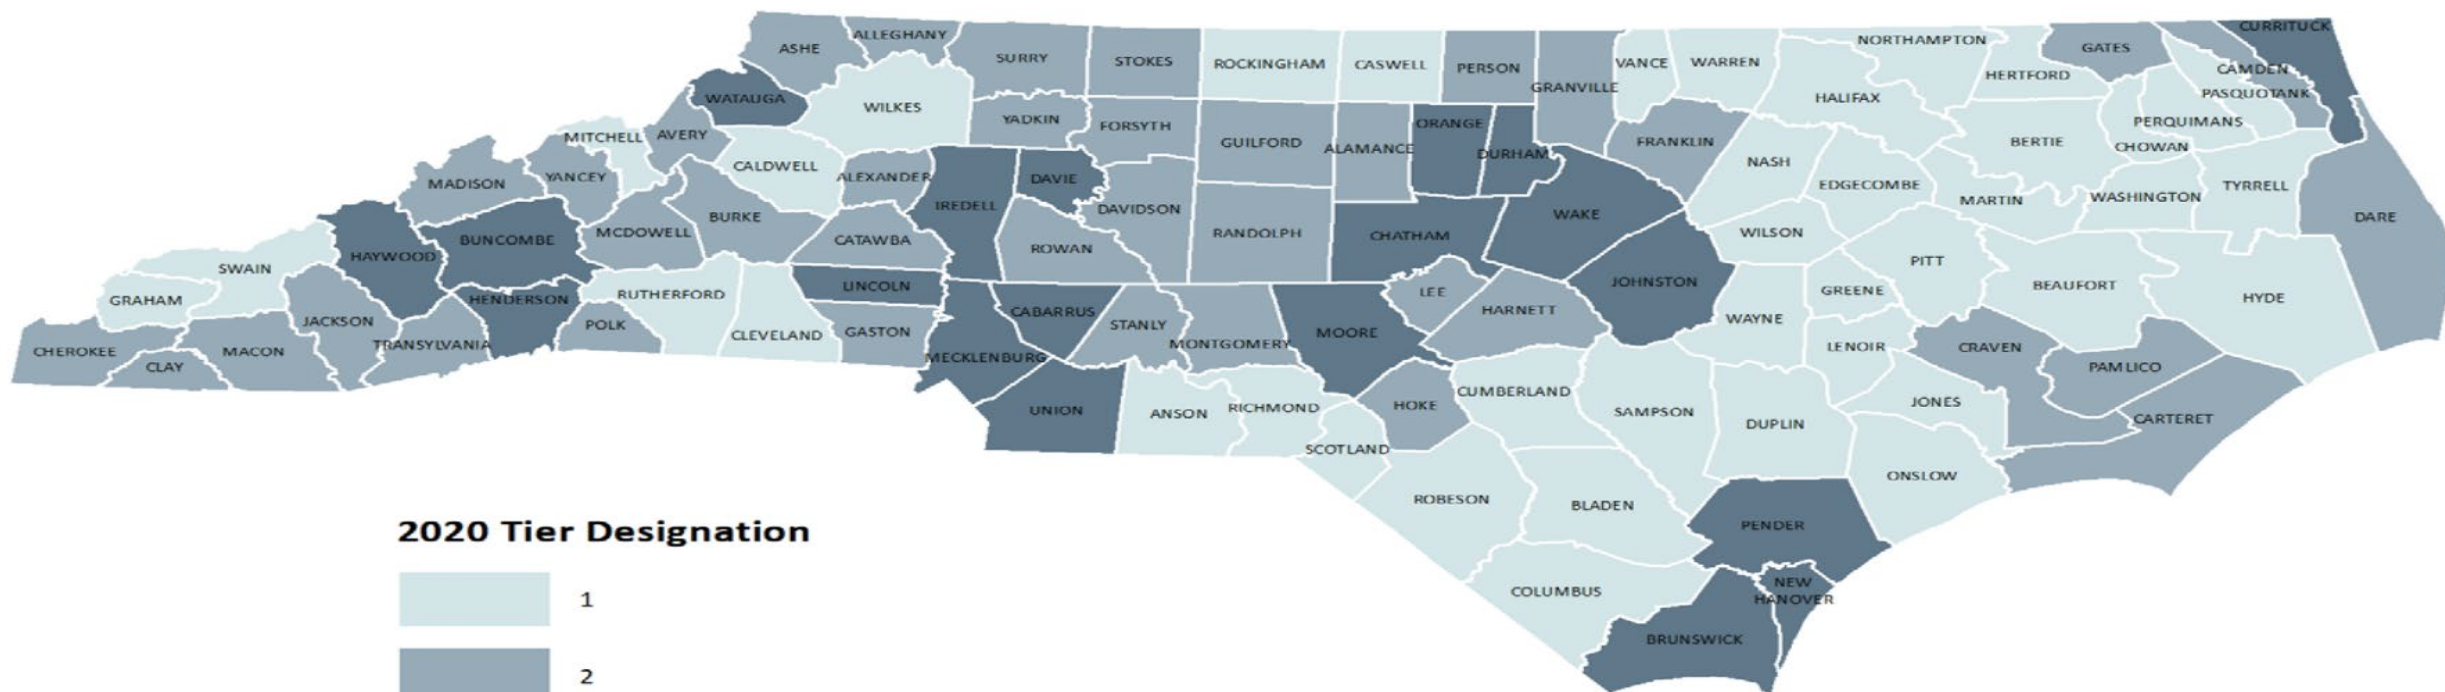 CURRITUCK
ALLEGHANY
ASHE
NORTHAMPTON
GATES
SURRY
STOKES
ROCKINGHAM
CASWELL
PERSON
VANCE
WARREN
HERTFORD
CAMDEN
GRANVILLE
PASQUOTANK
WATAUGA
WILKES
HALIFAX
YADKIN
FORSYTH
ORANGE
PERQUIMANS
MITCHELL
AVERY
GUILFORD
ALAMANCE
DURHAM
FRANKLIN
BERTIE
CHOWAN
CALDWELL
NASH
MADISON
YANCEY
ALEXANDER
DAVIE
EDGECOMBE
TYRRELL
IREDELL
DAVIDSON
MARTIN
WASHINGTON
BURKE
WAKE
DARE
MCDOWELL
RANDOLPH
CHATHAM
WILSON
BUNCOMBE
CATAWBA
ROWAN
HAYWOOD
PITT
SWAIN
LINCOLN
JOHNSTON
BEAUFORT
GRAHAM
HENDERSON
RUTHERFORD
LEE
GREENE
HYDE
CABARRUS
HARNETT
JACKSON
POLK
STANLY
WAYNE
CLEVELAND
GASTON
MOORE
CHEROKEE
MACON
TRANSYLVANIA
MONTGOMERY
LENOIR
CRAVEN
MECKLENBURG
CLAY
PAMLICO
CUMBERLAND
UNION
ANSON
RICHMOND
HOKE
SAMPSON
JONES
DUPLIN
CARTERET
SCOTLAND
ONSLOW
ROBESON
BLADEN
PENDER
COLUMBUS
NEW
HANOVER
BRUNSWICK
2020 Tier Designation
1
2